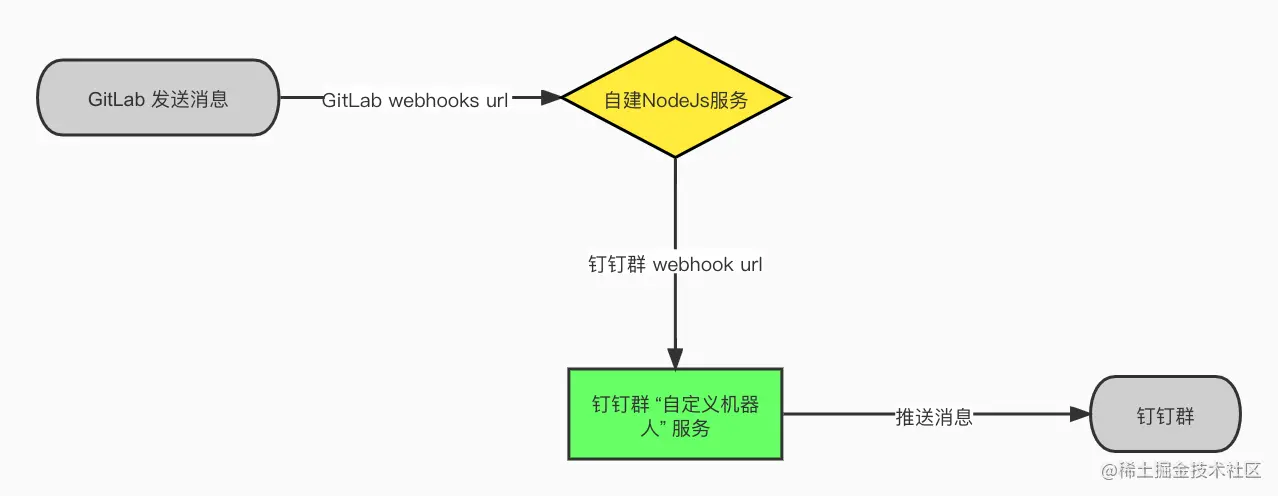 GitLab 发送消息
GitLab webhooks url
自建NodeJs服务
钉钉群 webhook url
钉钉群 “自定义机器
人” 服务
推送消息
钉钉群
@稀土掘金技术社区